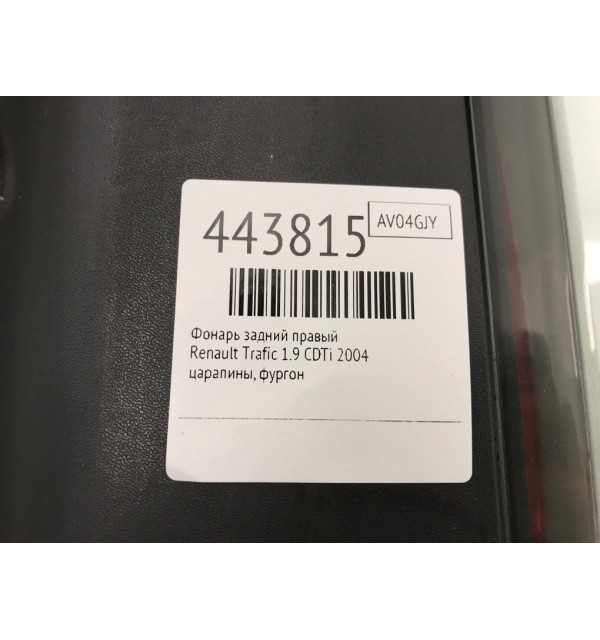 443815
AV04GJY
Фонарь задний правый
Renault Trafic 1.9 CDTi 2004
царапины, фургон